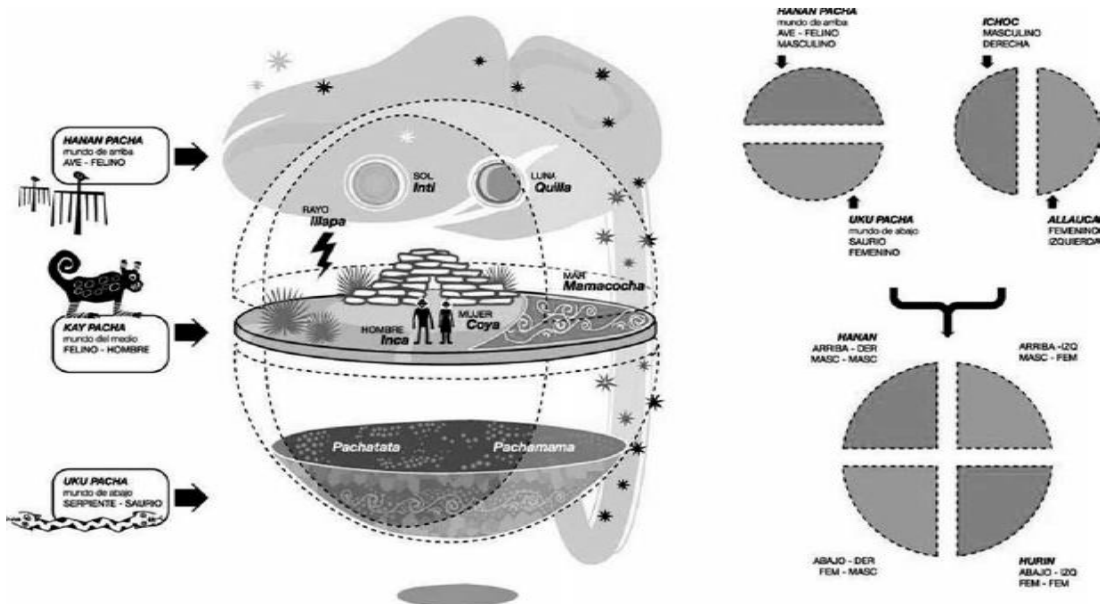 HANAN PACHA
mundo de arriba
AVE - FELINO
KAY PACHA
mundo del medio
FELINO - HOMBRE
UKU PACHA
mundo de abajo
SERPIENTE - SAURIO
SOL
Inti
LUNA
Quilla
RAYO
Illapa
MAR
Mamacocha
HOMBRE
Inca
MUJER
Coya
Pachatata
Pachamama
HANAN PACHA
mundo de arriba
AVE - FELINO
MASCULINO
UKU PACHA
mundo de abajo
SAURIO
FEMENINO
ICHOC
MASCULINO
DERECHA
ALLAUCA
FEMENINO
IZQUIERDA
HANAN
ARRIBA - DER
MASC - MASC
ARRIBA -IZQ
MASC - FEM
ABAJO - DER
FEM - MASC
HURIN
ABAJO - IZQ
FEM - FEM